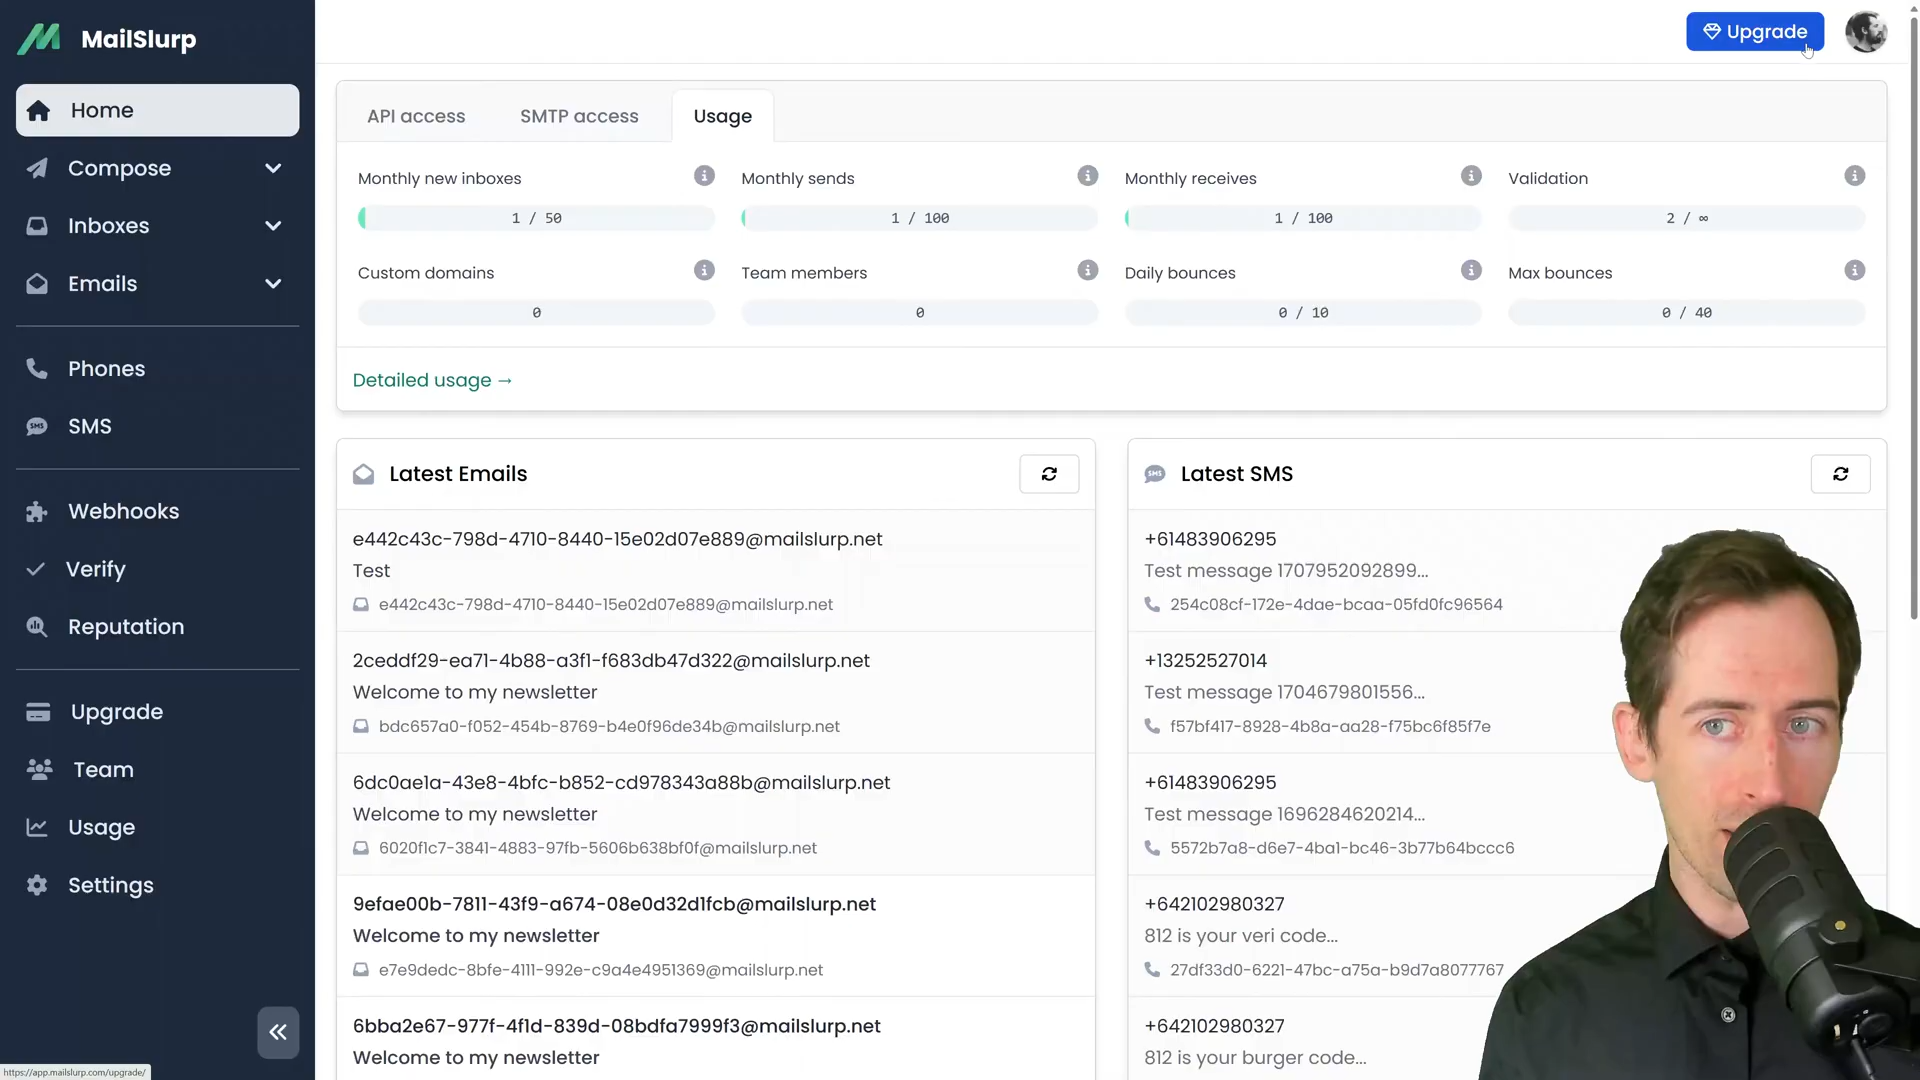 MailSlurp
Upgrade
Home
Compose
Inboxes
Emails
Phones
SMS
Webhooks
Verify
Reputation
Upgrade
Team
Usage
Settings
https://app.mailslurp.com/upgrade/
API access
SMTP access
Usage
Monthly new inboxes
1 / 50
Monthly sends
1 / 100
Monthly receives
1 / 100
Validation
2 / ∞
Custom domains
0
Team members
0
Daily bounces
0 / 10
Max bounces
0 / 40
Detailed usage →
Latest Emails
e442c43c-798d-4710-8440-15e02d07e889@mailslurp.net
Test
e442c43c-798d-4710-8440-15e02d07e889@mailslurp.net
2ceddf29-ea71-4b88-a3f1-f683db47d322@mailslurp.net
Welcome to my newsletter
bdc657a0-f052-454b-8769-b4e0f96de34b@mailslurp.net
6dc0ae1a-43e8-4bfc-b852-cd978343a88b@mailslurp.net
Welcome to my newsletter
6020f1c7-3841-4883-97fb-5606b638bf0f@mailslurp.net
9efae00b-7811-43f9-a674-08e0d32d1fcb@mailslurp.net
Welcome to my newsletter
e7e9dedc-8bfe-4111-992e-c9a4e4951369@mailslurp.net
6bba2e67-977f-4f1d-839d-08bdfa7999f3@mailslurp.net
Welcome to my newsletter
SMS
Latest SMS
+61483906295
Test message 1707952092899...
254c08cf-172e-4dae-bcaa-05fd0fc96564
+13252527014
Test message 1704679801556...
f57bf417-8928-4b8a-aa28-f75bc6f85f7e
+61483906295
Test message 1696284620214...
5572b7a8-d6e7-4ba1-bc46-3b77b64bccc6
+642102980327
812 is your veri code...
27df33d0-6221-47bc-a75a-b9d7a8077767
+642102980327
812 is your burger code...